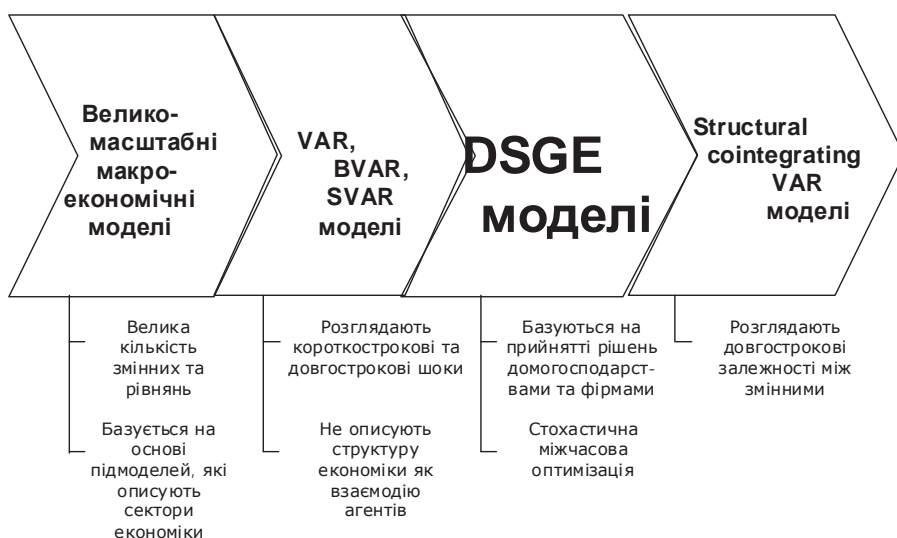 Велико-
масштабні
макро-
економічні
моделі
VAR,
BVAR,
SVAR
моделі
DSGE
моделі
Structural
cointegrating
VAR
моделі
Велика
кількість
змінних та
рівнянь
Базується на
основі
підмоделей, які
описують
сектори
економіки
Розглядають
короткострокові та
довгострокові шоки
Не описують
структуру
економіки як
взаємодію
агентів
Базуються на
прийнятті рішень
домогосподарст-
вами та фірмами
Стохастична
міжчасова
оптимізація
Розглядають
довгострокові
залежності між
змінними